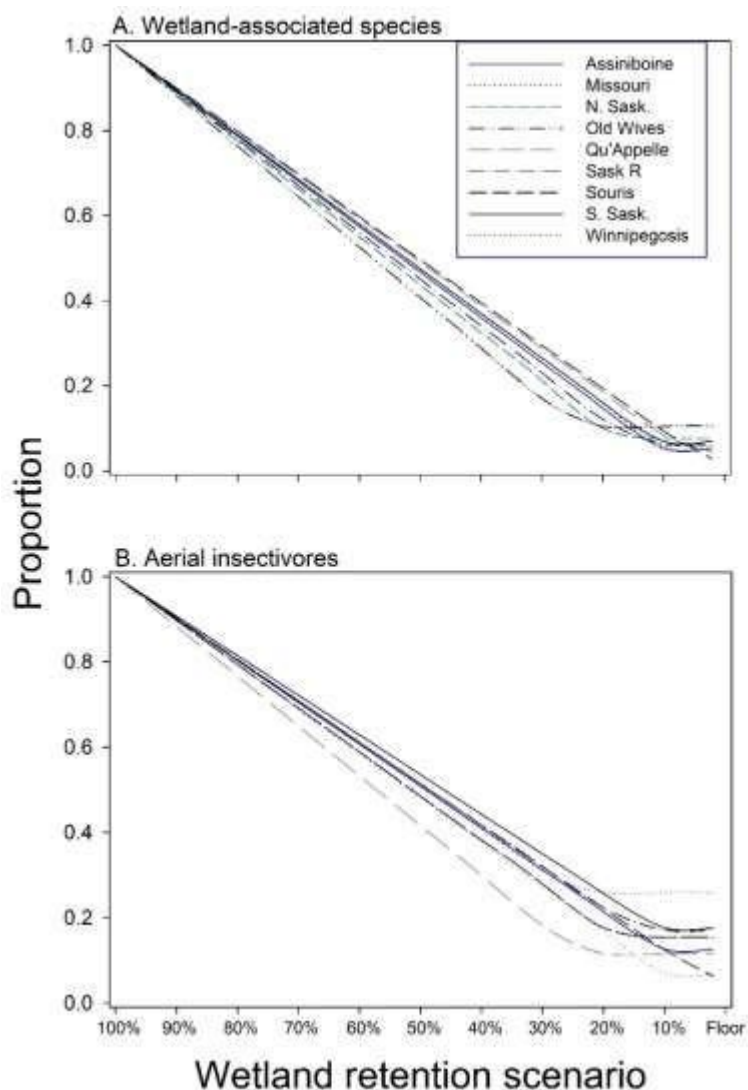 A. Wetland-associated species
1.0
0.8
0.6
0.4
0.2
0.0
Assiniboine
Missouri
N. Sask.
Old Wives
Qu'Appelle
Sask R
Souris
S. Sask.
Winnipegosis
Proportion
B. Aerial insectivores
1.0
0.8
0.6
0.4
0.2
0.0
100% 90% 80% 70% 60% 50% 40% 30% 20% 10% Floor
Wetland retention scenario